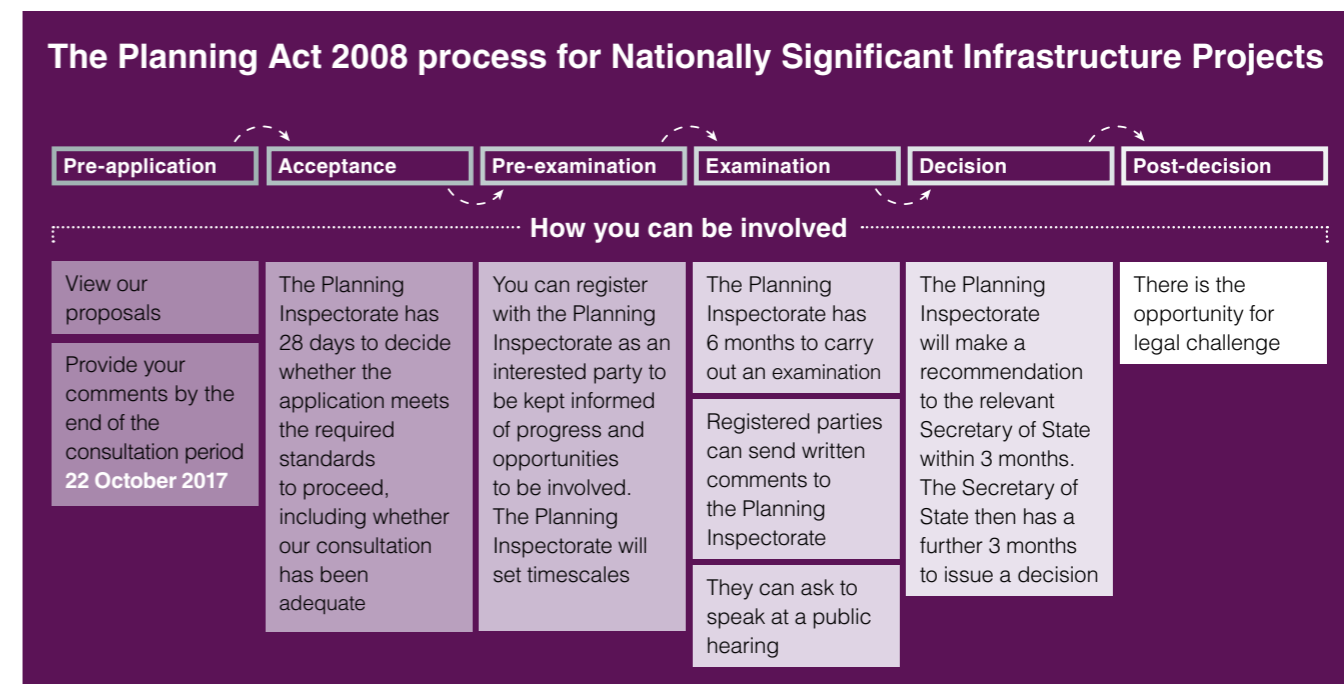 The Planning Act 2008 process for Nationally Significant Infrastructure Projects
Pre-application
Acceptance
Pre-examination
Examination
Decision
Post-decision
How you can be involved
View our
proposals
Provide your
comments by the
end of the
consultation period
22 October 2017
The Planning
Inspectorate has
28 days to decide
whether the
application meets
the required
standards
to proceed,
including whether
our consultation
has been
adequate
You can register
with the Planning
Inspectorate as an
interested party to
be kept informed
of progress and
opportunities
to be involved.
The Planning
Inspectorate will
set timescales
The Planning
Inspectorate has
6 months to carry
out an examination
Registered parties
can send written
comments to
the Planning
Inspectorate
They can ask to
speak at a public
hearing
The Planning
Inspectorate
will make a
recommendation
to the relevant
Secretary of State
within 3 months.
The Secretary of
State then has a
further 3 months
to issue a decision
There is the
opportunity for
legal challenge